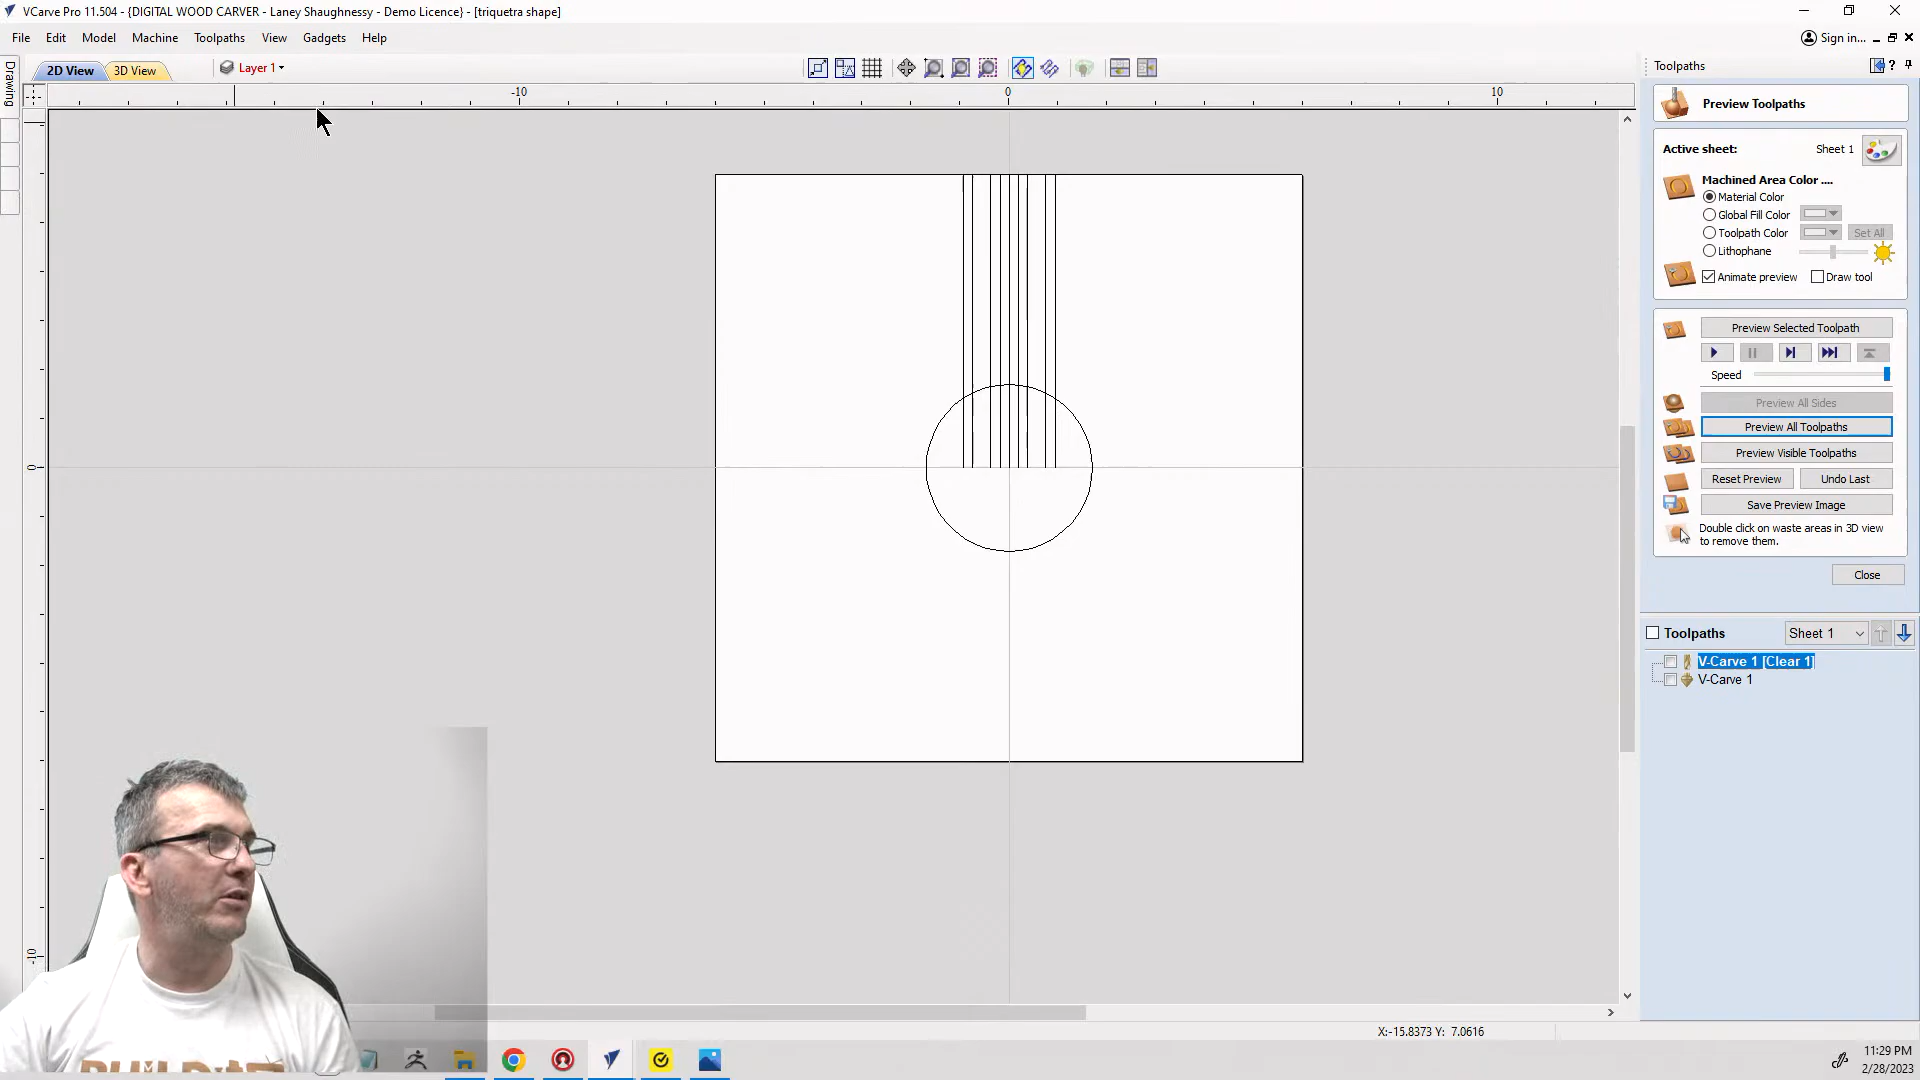 VCarve Pro 11.504 - {DIGITAL WOOD CARVER - Laney Shaughnessy - Demo Licence} - [triquetra shape]
File Edit Model Machine Toolpaths View Gadgets Help
Sign in...
Drawing
2D View 3D View Layer 1
Toolpaths
-10 0 10
Preview Toolpaths
Active sheet: Sheet 1
Machined Area Color ....
Material Color
Global Fill Color
Toolpath Color Set All
Lithophane
Animate preview Draw tool
Preview Selected Toolpath
Speed
Preview All Sides
Preview All Toolpaths
Preview Visible Toolpaths
Reset Preview Undo Last
Save Preview Image
Double click on waste areas in 3D view
to remove them.
Close
Toolpaths Sheet 1
V-Carve 1 [Clear 1]
V-Carve 1
0
-10
X:-15.8373 Y: 7.0616
11:29 PM
2/28/2023